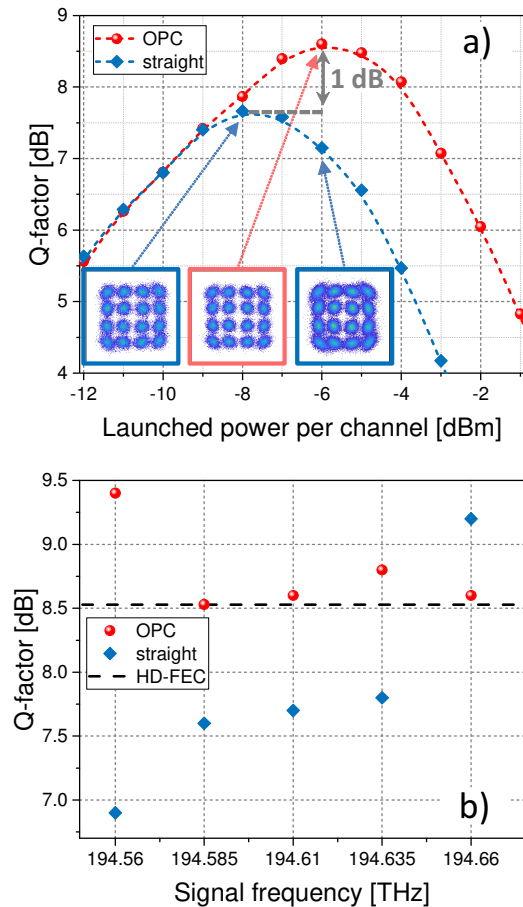 a)
OPC
straight
1 dB
Q-factor [dB]
9
8
7
6
5
4
-12 -10 -8 -6 -4 -2
Launched power per channel [dBm]
9.5
9.0
8.5
8.0
7.5
7.0
Q-factor [dB]
OPC
straight
HD-FEC
b)
194.56 194.585 194.61 194.635 194.66
Signal frequency [THz]